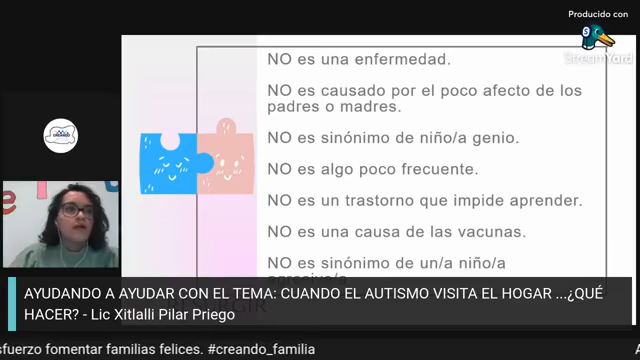 Producido con
StreamYard
NO es una enfermedad.
NO es causado por el poco afecto de los
padres o madres.
NO es sinónimo de niño/a genio.
NO es algo poco frecuente.
NO es un trastorno que impide aprender.
NO es una causa de las vacunas.
NO es sinónimo de un/a niño/a
agresivo/a
AYUDANDO A AYUDAR CON EL TEMA: CUANDO EL AUTISMO VISITA EL HOGAR ...¿QUÉ
HACER? - Lic Xitlalli Pilar Priego
sfuerzo fomentar familias felices. #creando_familia